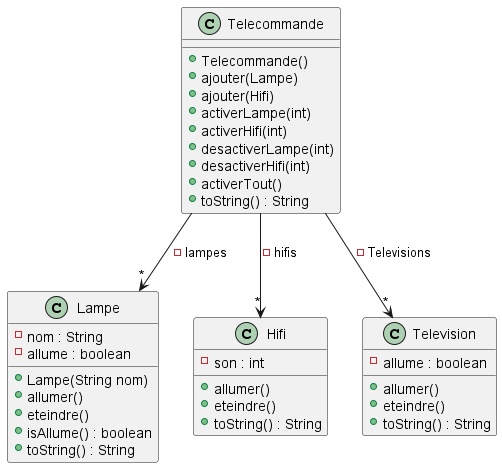 C Telecommande
Telecommande()
ajouter(Lampe)
ajouter(Hifi)
activerLampe(int)
activerHifi(int)
desactiverLampe(int)
desactiverHifi(int)
activerTout()
toString() : String
lampes
hifis
Televisions
*
*
*
C Lampe
nom : String
allume : boolean
Lampe(String nom)
allumer()
eteindre()
isAllume() : boolean
toString() : String
C Hifi
son : int
allumer()
eteindre()
toString() : String
C Television
allume : boolean
allumer()
eteindre()
toString() : String